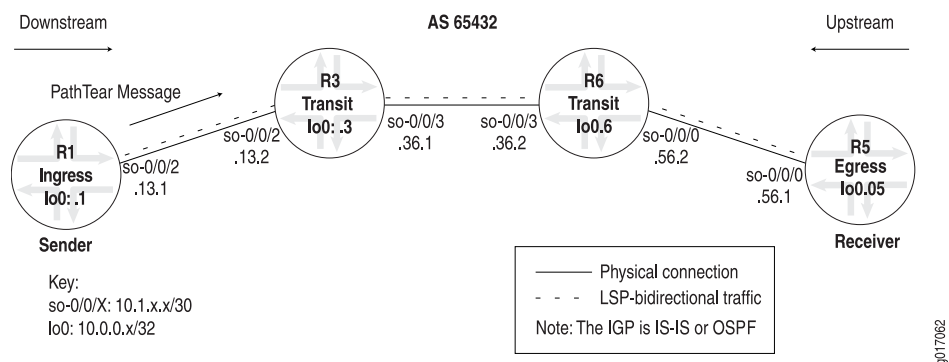 Downstream
AS 65432
Upstream
PathTear Message
R3
Transit
lo0: .3
R6
Transit
lo0.6
R1
Ingress
lo0: .1
so-0/0/2
.13.1
so-0/0/2
.13.2
so-0/0/3
.36.1
so-0/0/3
.36.2
so-0/0/0
.56.2
so-0/0/0
.56.1
R5
Egress
lo0.05
Sender
Receiver
Key:
so-0/0/X: 10.1.x.x/30
lo0: 10.0.0.x/32
Physical connection
LSP-bidirectional traffic
Note: The IGP is IS-IS or OSPF
g017062